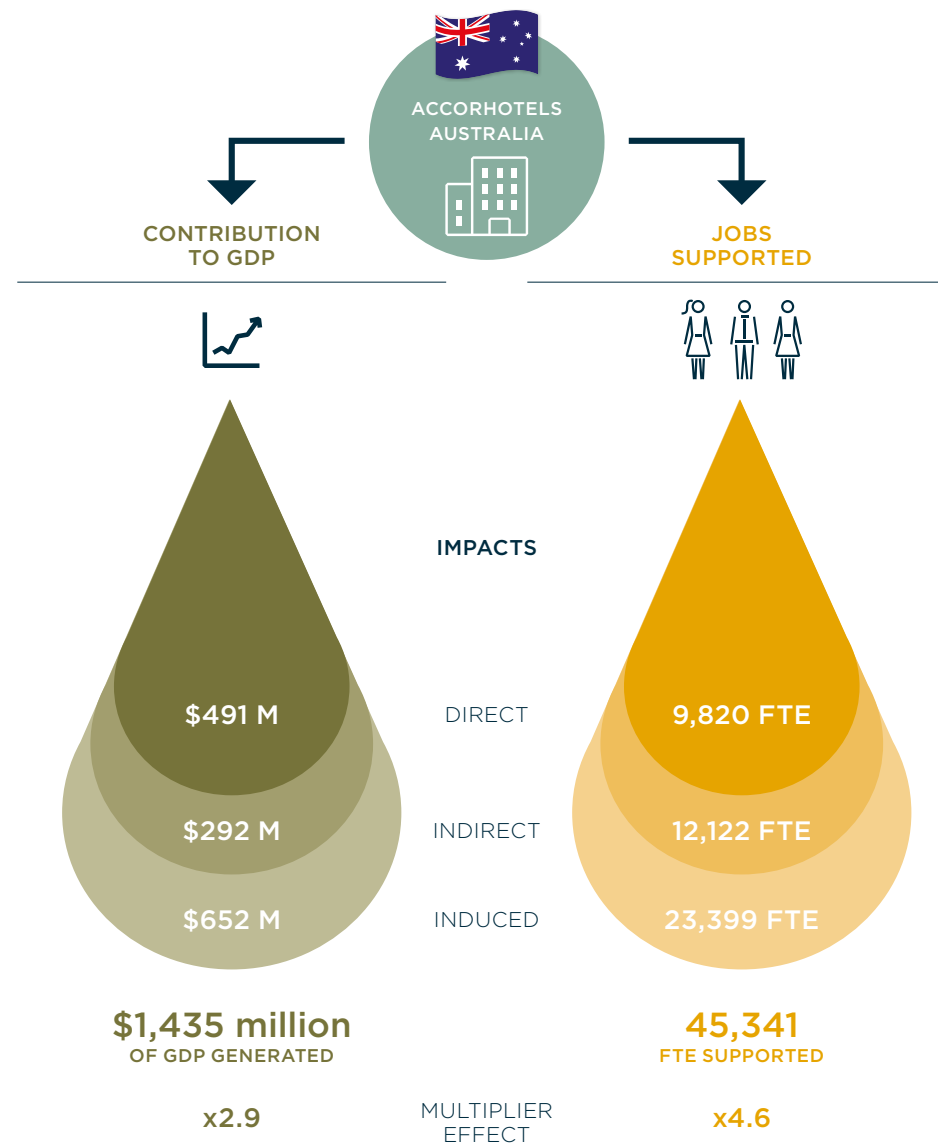 ACCORHOTELS
AUSTRALIA
CONTRIBUTION
TO GDP
JOBS
SUPPORTED
IMPACTS
$491 M
DIRECT
9,820 FTE
$292 M
INDIRECT
12,122 FTE
$652 M
INDUCED
23,399 FTE
$1,435 million
OF GDP GENERATED
45,341
FTE SUPPORTED
x2.9
MULTIPLIER
EFFECT
x4.6